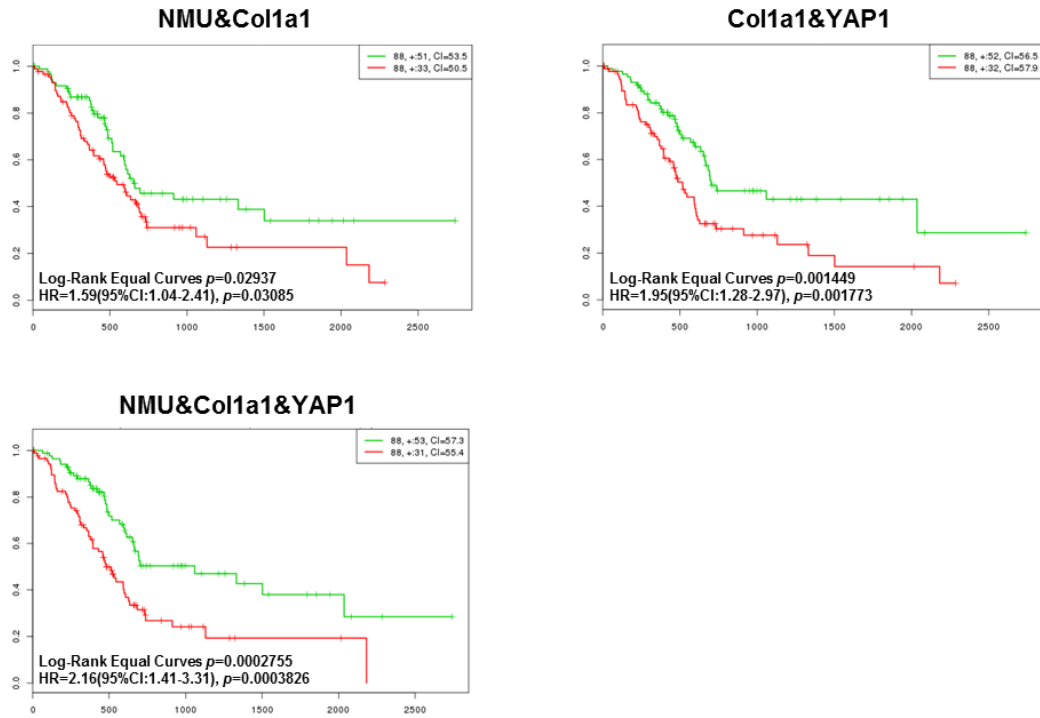 NMU&Col1a1
88, +:51, CI=53.5
88, +:33, CI=50.5
1.0
0.8
0.6
0.4
0.2
0.0
Log-Rank Equal Curves p=0.02937
HR=1.59(95%CI:1.04-2.41), p=0.03085
0 500 1000 1500 2000 2500
Col1a1&YAP1
88, +:52, CI=56.5
88, +:32, CI=57.9
1.0
0.8
0.6
0.4
0.2
0.0
Log-Rank Equal Curves p=0.001449
HR=1.95(95%CI:1.28-2.97), p=0.001773
0 500 1000 1500 2000 2500
NMU&Col1a1&YAP1
88, +:53, CI=57.3
88, +:31, CI=55.4
1.0
0.8
0.6
0.4
0.2
0.0
Log-Rank Equal Curves p=0.0002755
HR=2.16(95%CI:1.41-3.31), p=0.0003826
0 500 1000 1500 2000 2500